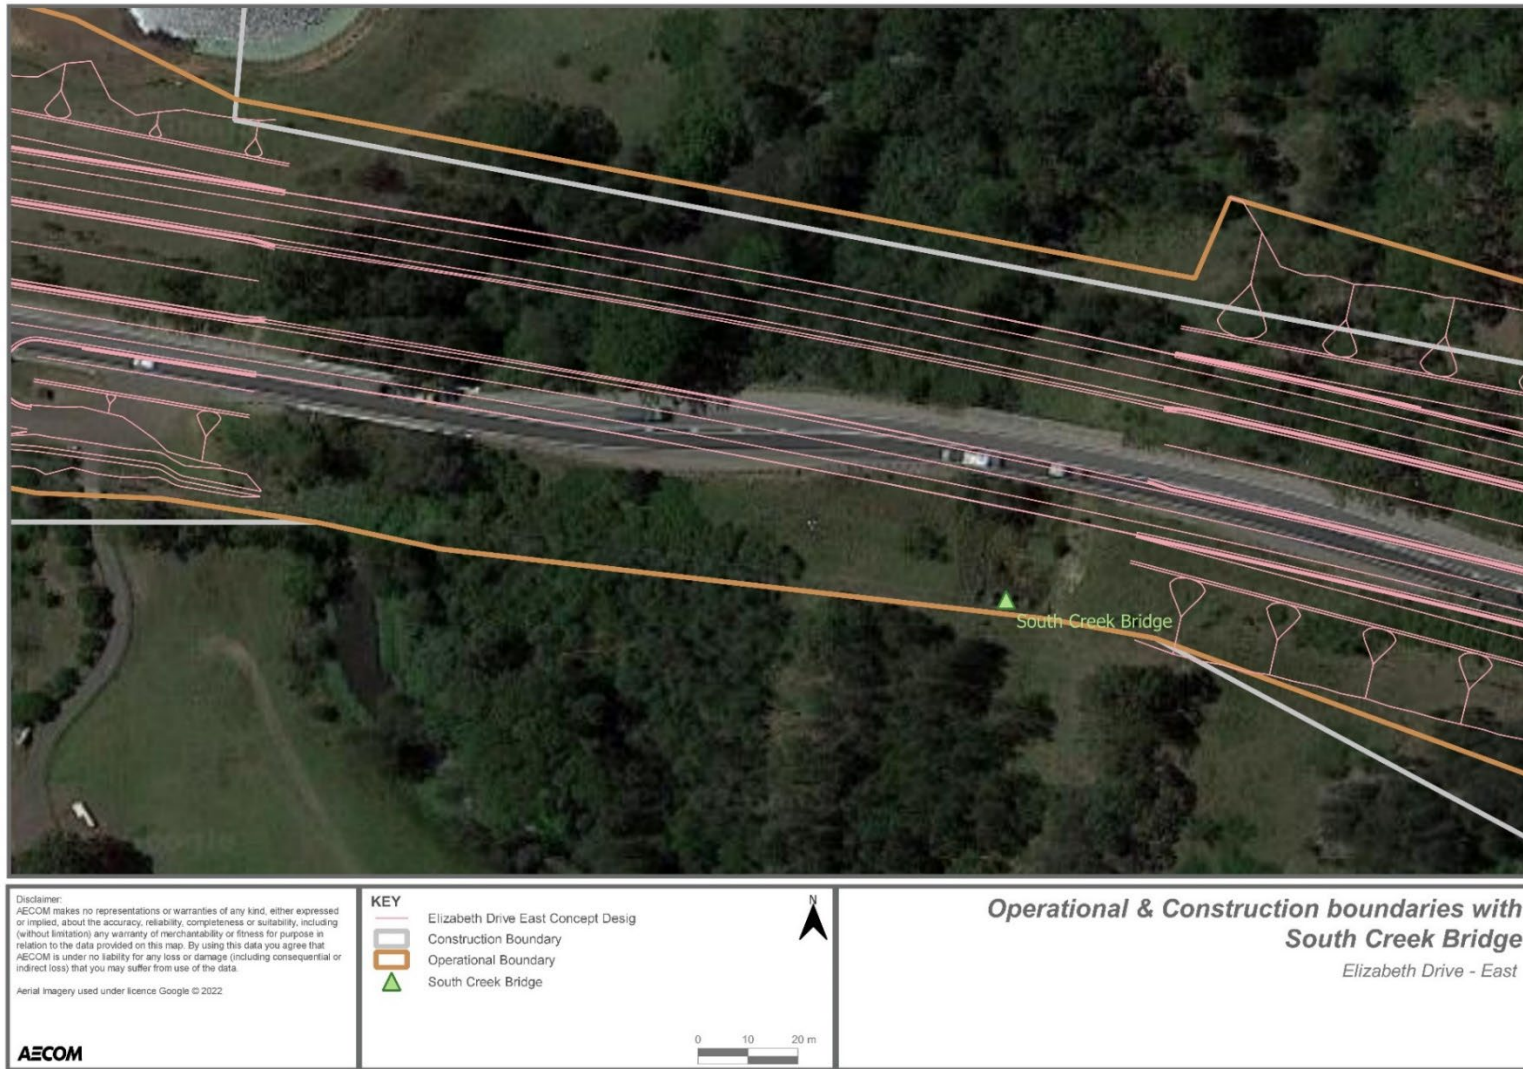 South Creek Bridge
Disclaimer:
AECOM makes no representations or warranties of any kind, either expressed
or implied, about the accuracy, reliability, completeness or suitability, including
(without limitation) any warranty of merchantability or fitness for purpose in
relation to the data provided on this map. By using this data you agree that
AECOM is under no liability for any loss or damage (including consequential or
indirect loss) that you may suffer from use of the data.
Aerial Imagery used under licence Google © 2022
AECOM
KEY
Elizabeth Drive East Concept Desig
Construction Boundary
Operational Boundary
South Creek Bridge
N
0 10 20 m
Operational & Construction boundaries with
South Creek Bridge
Elizabeth Drive - East